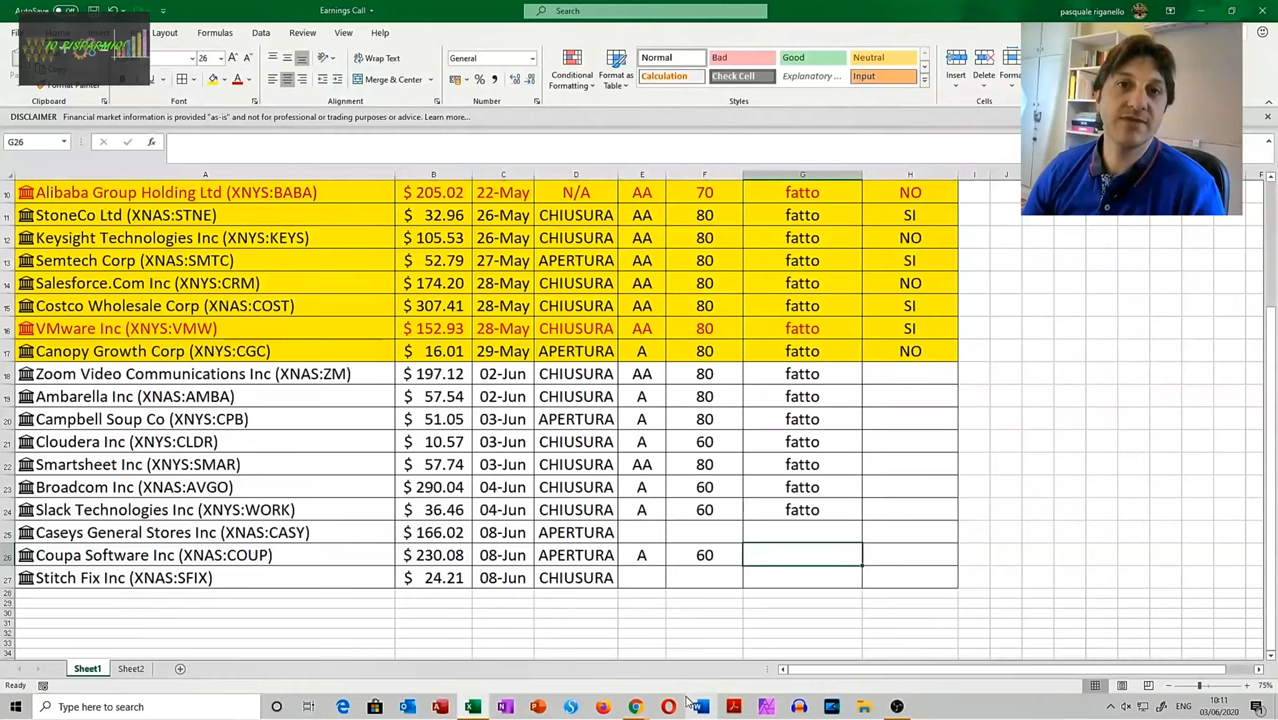 AutoSave Off
Earnings Call
Search
pasquale riganello
IO RISPARMIO
Layout Formulas Data Review View Help
26
Wrap Text
General
Merge & Center
Conditional Formatting
Format as Table
Normal Bad Good Neutral
Calculation Check Cell Explanatory ... Input
Insert Delete
Copy
Format Painter
Clipboard Font Alignment Number Styles Cells
DISCLAIMER Financial market information is provided "as-is" and not for professional or trading purposes or advice. Learn more...
G26
A B C D E F G H I J
10 Alibaba Group Holding Ltd (XNYS:BABA) $ 205.02 22-May N/A AA 70 fatto NO
11 StoneCo Ltd (XNAS:STNE) $ 32.96 26-May CHIUSURA AA 80 fatto SI
12 Keysight Technologies Inc (XNYS:KEYS) $ 105.53 26-May CHIUSURA AA 80 fatto NO
13 Semtech Corp (XNAS:SMTC) $ 52.79 27-May APERTURA AA 80 fatto SI
14 Salesforce.Com Inc (XNYS:CRM) $ 174.20 28-May CHIUSURA AA 80 fatto NO
15 Costco Wholesale Corp (XNAS:COST) $ 307.41 28-May CHIUSURA AA 80 fatto SI
16 VMware Inc (XNYS:VMW) $ 152.93 28-May CHIUSURA AA 80 fatto SI
17 Canopy Growth Corp (XNYS:CGC) $ 16.01 29-May APERTURA A 80 fatto NO
18 Zoom Video Communications Inc (XNAS:ZM) $ 197.12 02-Jun CHIUSURA AA 80 fatto
19 Ambarella Inc (XNAS:AMBA) $ 57.54 02-Jun CHIUSURA A 80 fatto
20 Campbell Soup Co (XNYS:CPB) $ 51.05 03-Jun APERTURA A 80 fatto
21 Cloudera Inc (XNYS:CLDR) $ 10.57 03-Jun CHIUSURA A 60 fatto
22 Smartsheet Inc (XNYS:SMAR) $ 57.74 03-Jun CHIUSURA AA 80 fatto
23 Broadcom Inc (XNAS:AVGO) $ 290.04 04-Jun CHIUSURA A 60 fatto
24 Slack Technologies Inc (XNYS:WORK) $ 36.46 04-Jun CHIUSURA A 60 fatto
25 Caseys General Stores Inc (XNAS:CASY) $ 166.02 08-Jun APERTURA
26 Coupa Software Inc (XNAS:COUP) $ 230.08 08-Jun APERTURA A 60
27 Stitch Fix Inc (XNAS:SFIX) $ 24.21 08-Jun CHIUSURA
28
29
30
31
32
33
34
Sheet1 Sheet2
Ready
75%
Type here to search
ENG
10:11
03/06/2020